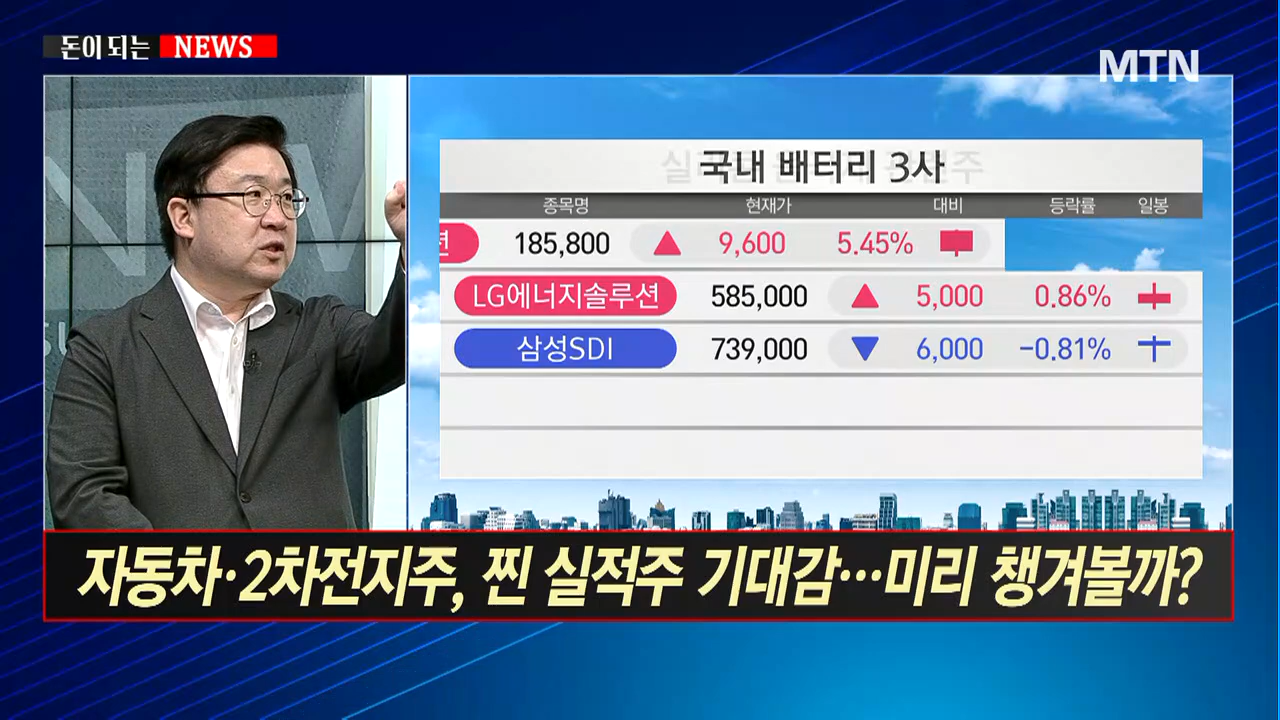 돈이 되는 NEWS
MTN
국내 배터리 3사
종목명 현재가 대비 등락률 일봉
션 185,800 ▲ 9,600 5.45%
LG에너지솔루션 585,000 ▲ 5,000 0.86%
삼성SDI 739,000 ▼ 6,000 -0.81%
자동차·2차전지주, 찐 실적주 기대감…미리 챙겨볼까?